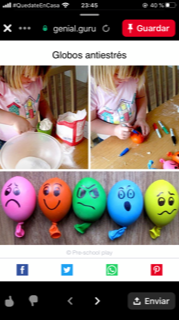 #QuedateEnCasa
23:45
40 %
genial.guru
Guardar
Globos antiestrés
© Pre-school play
Enviar